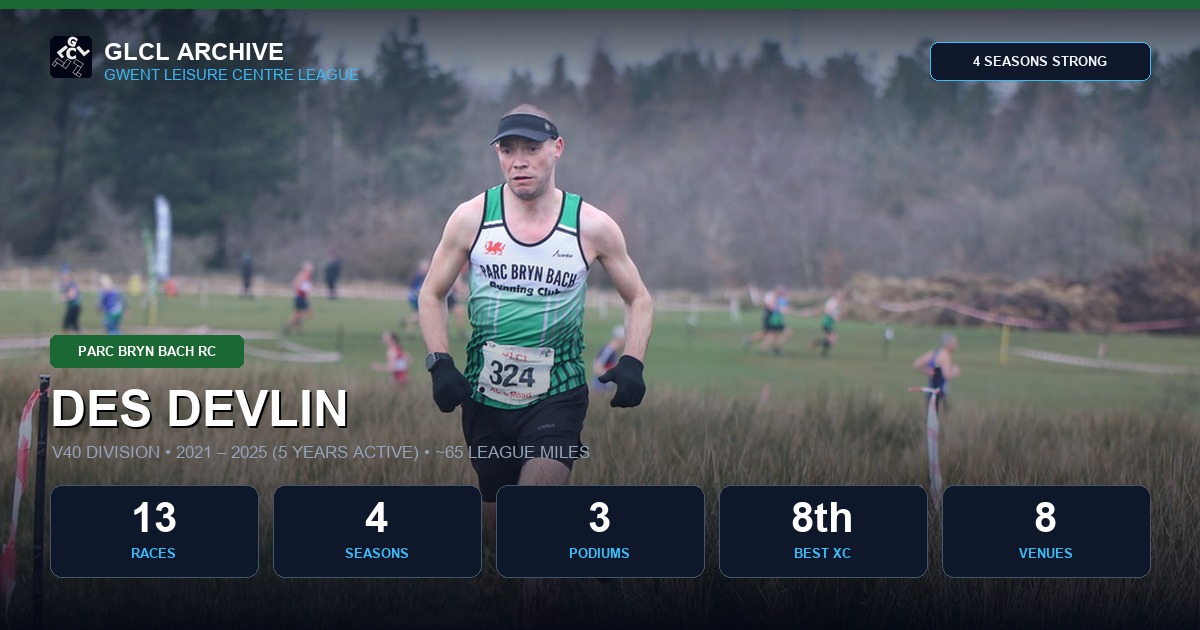 GLCL ARCHIVE
GWENT LEISURE CENTRE LEAGUE
4 SEASONS STRONG
PARC BRYN BACH
Running Club
GLCL
324
PARC BRYN BACH RC
DES DEVLIN
V40 DIVISION • 2021 – 2025 (5 YEARS ACTIVE) • ~65 LEAGUE MILES
13
RACES
4
SEASONS
3
PODIUMS
8th
BEST XC
8
VENUES